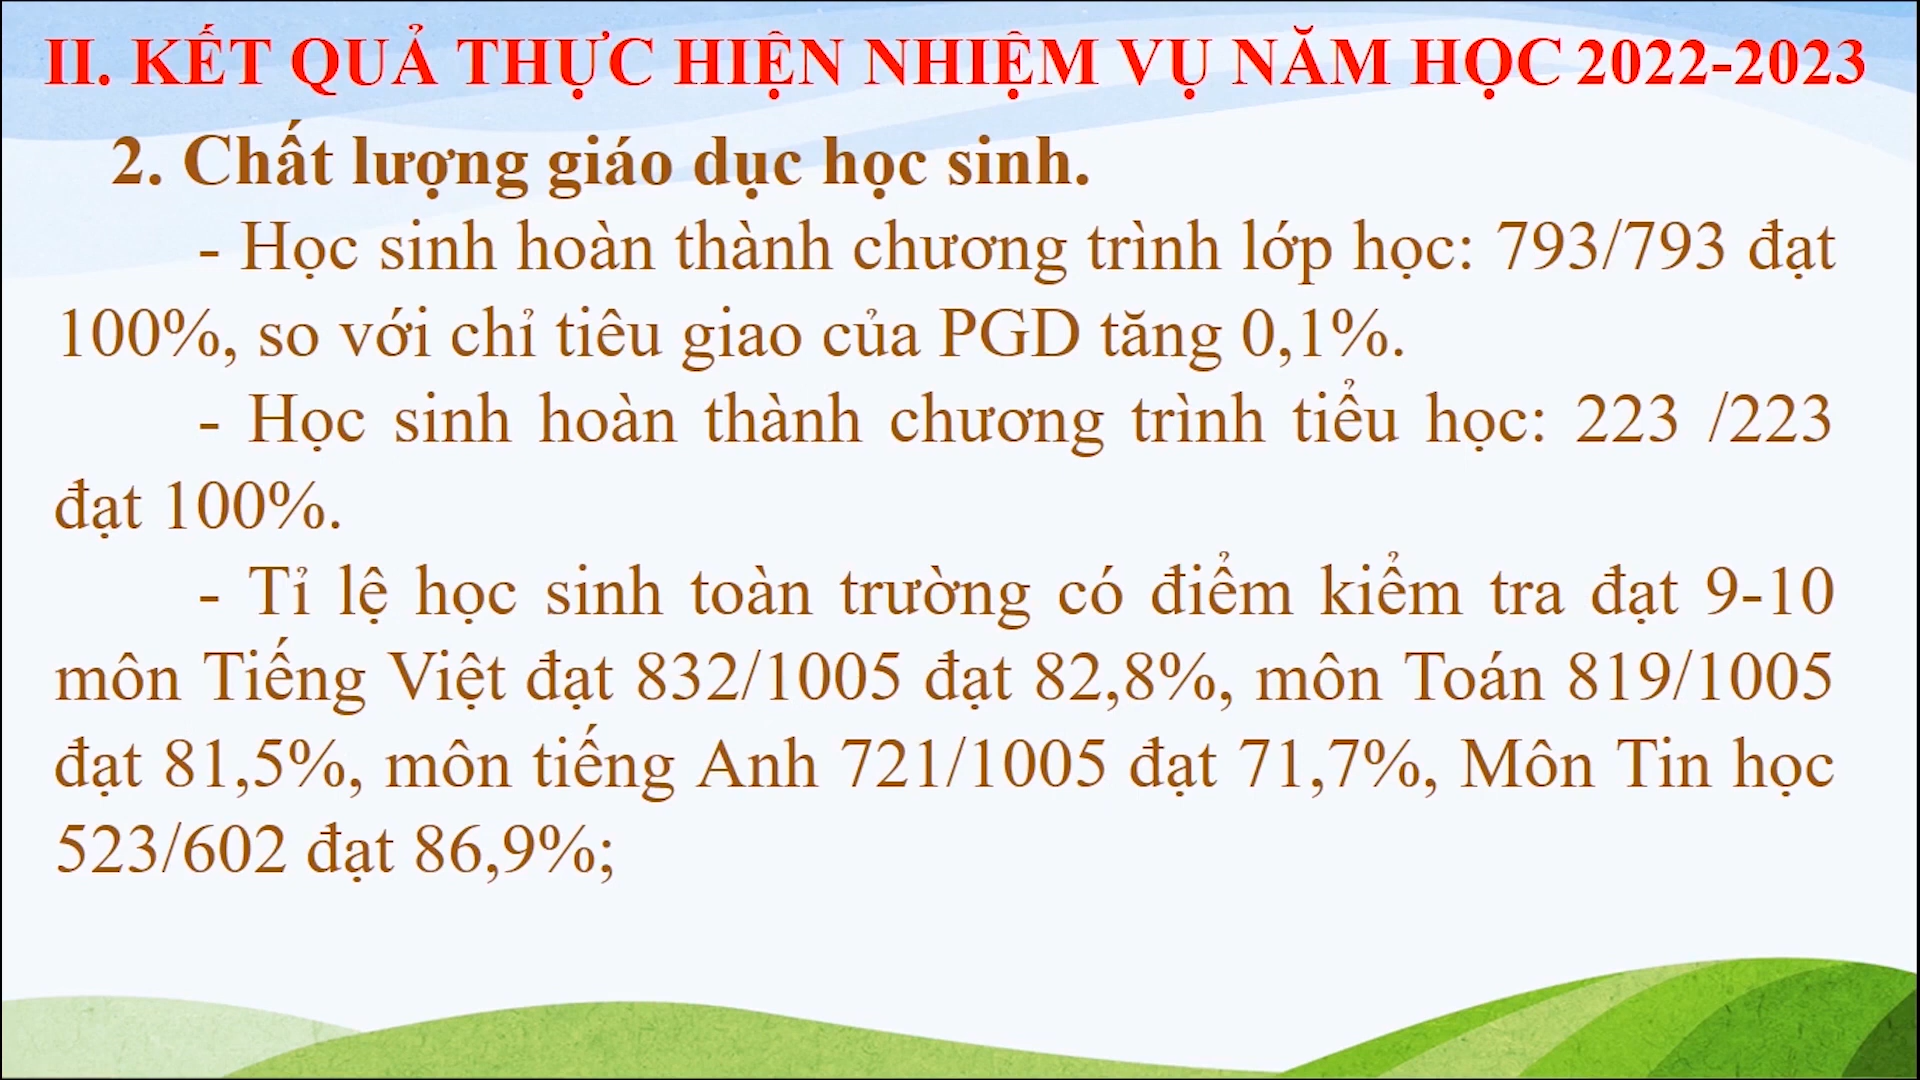 II. KẾT QUẢ THỰC HIỆN NHIỆM VỤ NĂM HỌC 2022-2023
2. Chất lượng giáo dục học sinh.
- Học sinh hoàn thành chương trình lớp học: 793/793 đạt
100%, so với chỉ tiêu giao của PGD tăng 0,1%.
- Học sinh hoàn thành chương trình tiểu học: 223 /223
đạt 100%.
- Tỉ lệ học sinh toàn trường có điểm kiểm tra đạt 9-10
môn Tiếng Việt đạt 832/1005 đạt 82,8%, môn Toán 819/1005
đạt 81,5%, môn tiếng Anh 721/1005 đạt 71,7%, Môn Tin học
523/602 đạt 86,9%;